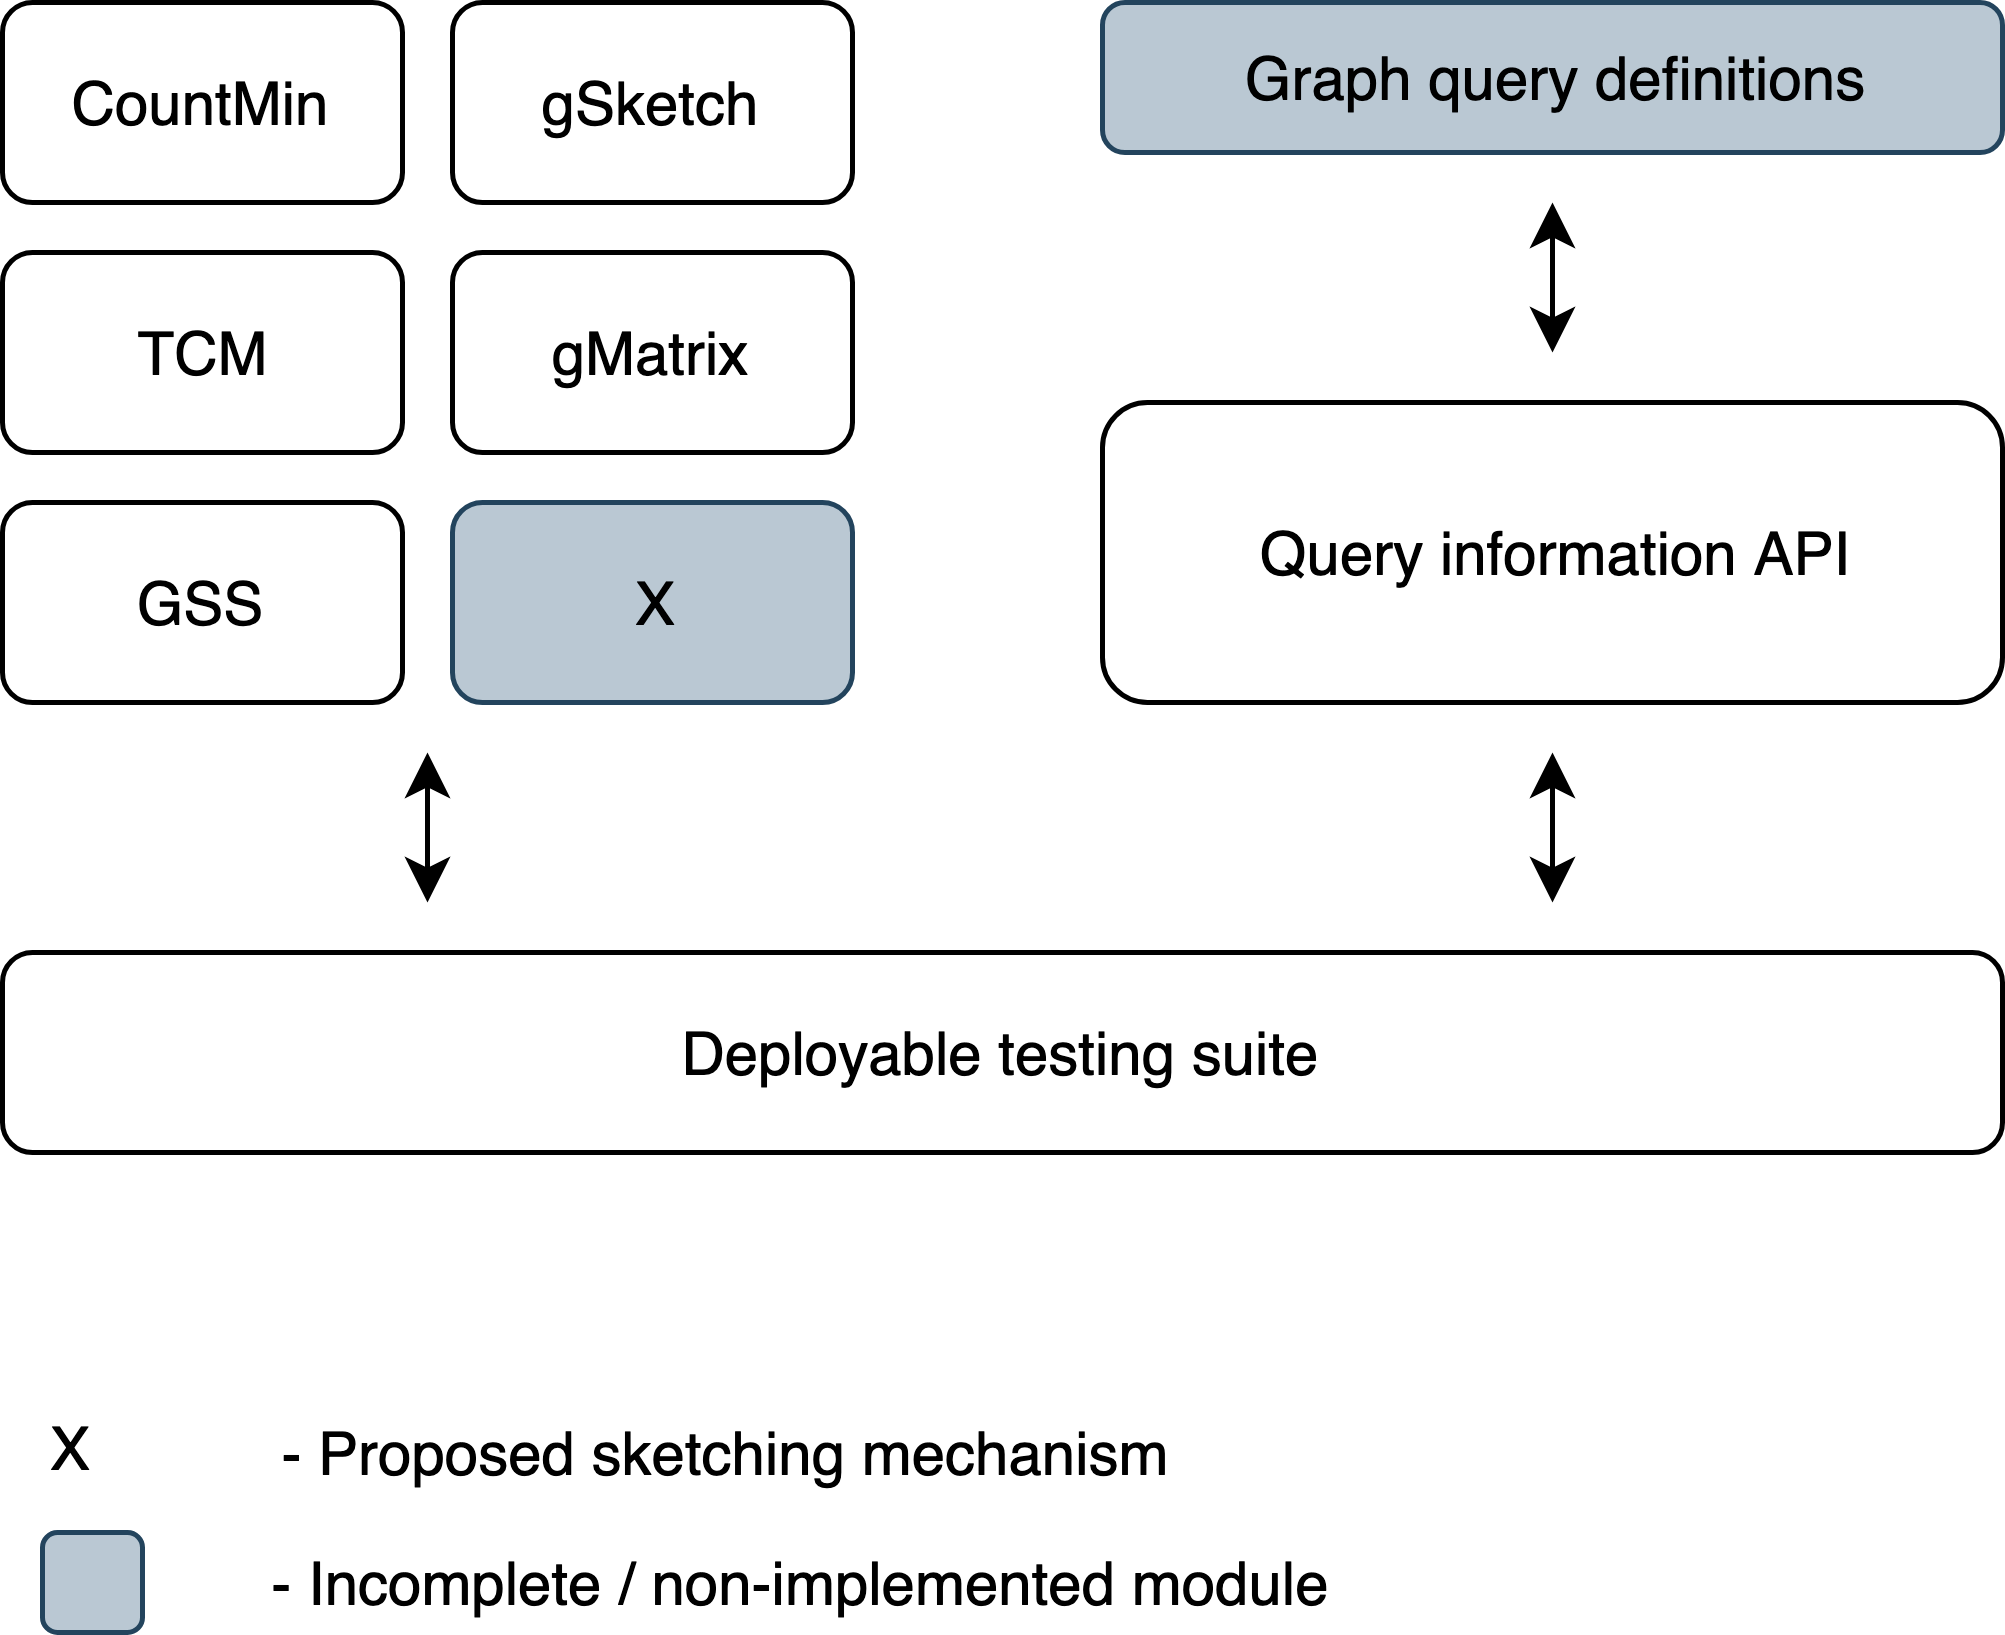 CountMin
gSketch
Graph query definitions
TCM
gMatrix
Query information API
GSS
X
Deployable testing suite
X - Proposed sketching mechanism
- Incomplete / non-implemented module